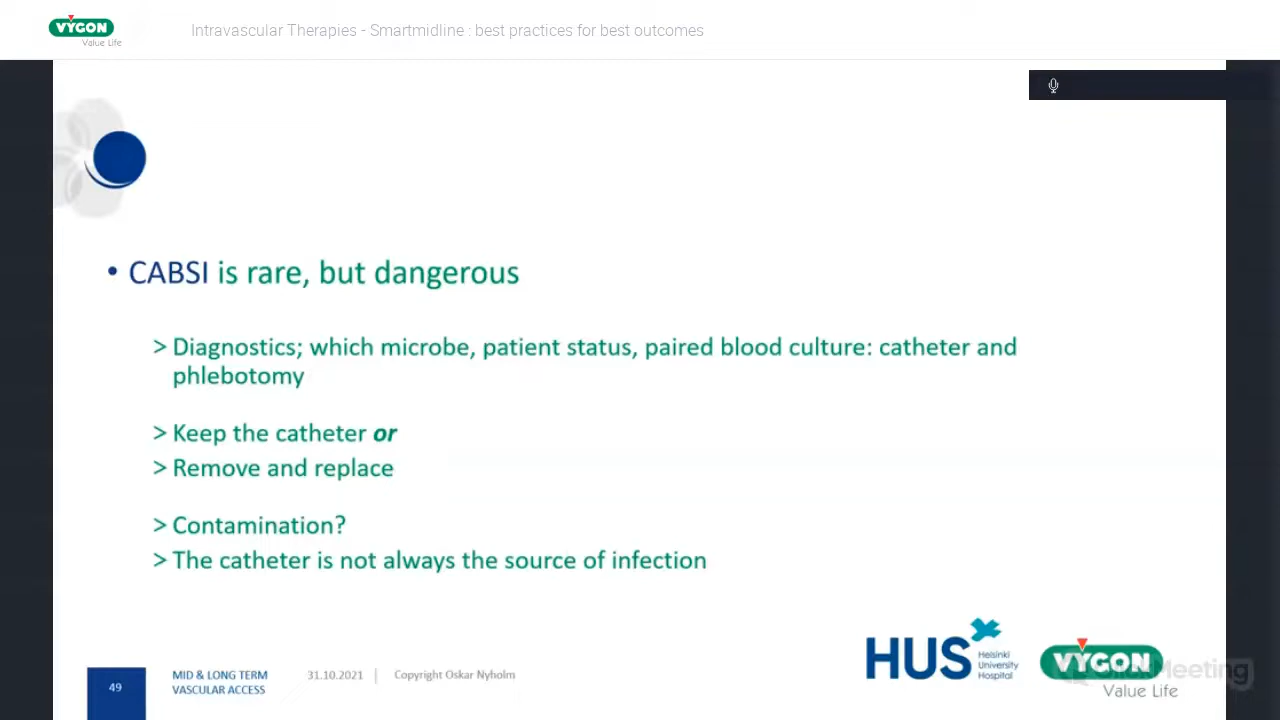 VYGON
Value Life
Intravascular Therapies - Smartmidline : best practices for best outcomes
• CABSI is rare, but dangerous
> Diagnostics; which microbe, patient status, paired blood culture: catheter and
phlebotomy
> Keep the catheter or
> Remove and replace
> Contamination?
> The catheter is not always the source of infection
49
MID & LONG TERM
VASCULAR ACCESS
31.10.2021
Copyright Oskar Nyholm
HUS
Helsinki
University
Hospital
VYGON
Value Life
ClickMeeting